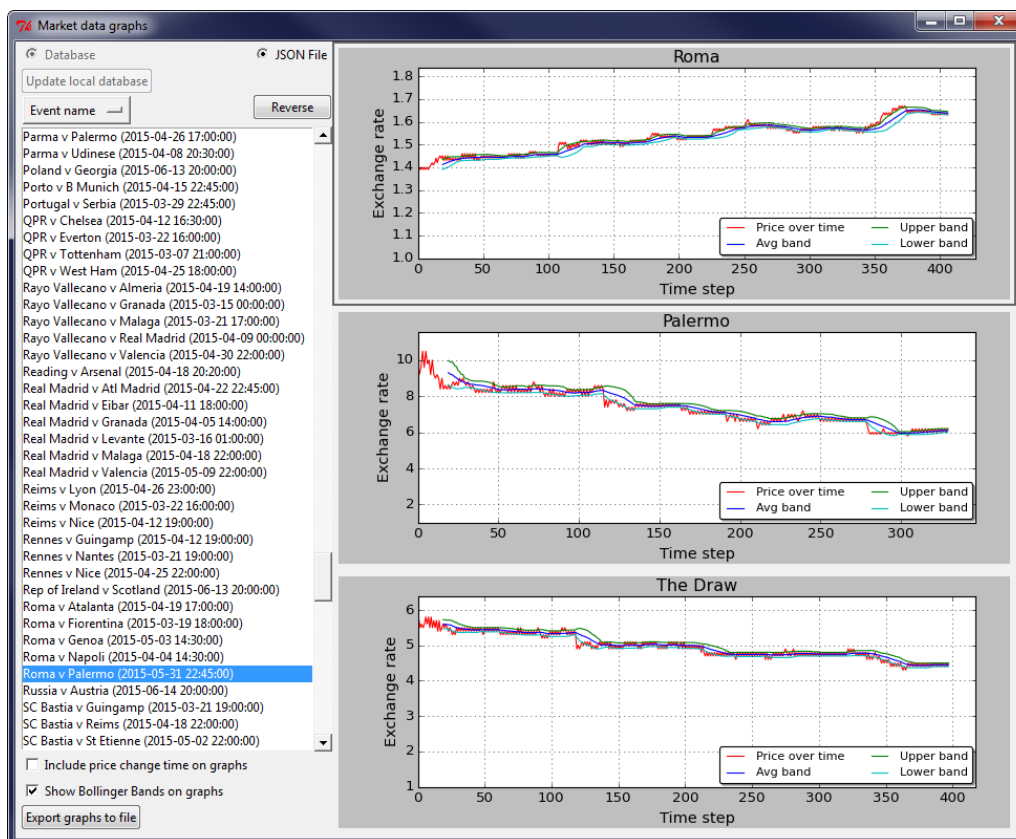 Market data graphs
Database
JSON File
Update local database
Event name
Reverse
Parma v Palermo (2015-04-26 17:00:00)
Parma v Udinese (2015-04-08 20:30:00)
Poland v Georgia (2015-06-13 20:00:00)
Porto v B Munich (2015-04-15 22:45:00)
Portugal v Serbia (2015-03-29 22:45:00)
QPR v Chelsea (2015-04-12 16:30:00)
QPR v Everton (2015-03-22 16:00:00)
QPR v Tottenham (2015-03-07 21:00:00)
QPR v West Ham (2015-04-25 18:00:00)
Rayo Vallecano v Almeria (2015-04-19 14:00:00)
Rayo Vallecano v Granada (2015-03-15 00:00:00)
Rayo Vallecano v Malaga (2015-03-21 17:00:00)
Rayo Vallecano v Real Madrid (2015-04-09 00:00:00)
Rayo Vallecano v Valencia (2015-04-30 22:00:00)
Reading v Arsenal (2015-04-18 20:20:00)
Real Madrid v Atl Madrid (2015-04-22 22:45:00)
Real Madrid v Eibar (2015-04-11 18:00:00)
Real Madrid v Granada (2015-04-05 14:00:00)
Real Madrid v Levante (2015-03-16 01:00:00)
Real Madrid v Malaga (2015-04-18 22:00:00)
Real Madrid v Valencia (2015-05-09 22:00:00)
Reims v Lyon (2015-04-26 23:00:00)
Reims v Monaco (2015-03-22 16:00:00)
Reims v Nice (2015-04-12 19:00:00)
Rennes v Guingamp (2015-04-12 19:00:00)
Rennes v Nantes (2015-03-21 19:00:00)
Rennes v Nice (2015-04-25 22:00:00)
Rep of Ireland v Scotland (2015-06-13 20:00:00)
Roma v Atalanta (2015-04-19 17:00:00)
Roma v Fiorentina (2015-03-19 18:00:00)
Roma v Genoa (2015-05-03 14:30:00)
Roma v Napoli (2015-04-04 14:30:00)
Roma v Palermo (2015-05-31 22:45:00)
Russia v Austria (2015-06-14 20:00:00)
SC Bastia v Guingamp (2015-03-21 19:00:00)
SC Bastia v Reims (2015-04-18 22:00:00)
SC Bastia v St Etienne (2015-05-02 22:00:00)
Include price change time on graphs
Show Bollinger Bands on graphs
Export graphs to file
Roma
Exchange rate
1.8
1.7
1.6
1.5
1.4
1.3
1.2
1.1
1.0
Price over time
Avg band
Upper band
Lower band
0 50 100 150 200 250 300 350 400
Time step
Palermo
Exchange rate
10
8
6
4
2
Price over time
Avg band
Upper band
Lower band
0 50 100 150 200 250 300
Time step
The Draw
Exchange rate
6
5
4
3
2
1
Price over time
Avg band
Upper band
Lower band
0 50 100 150 200 250 300 350 400
Time step